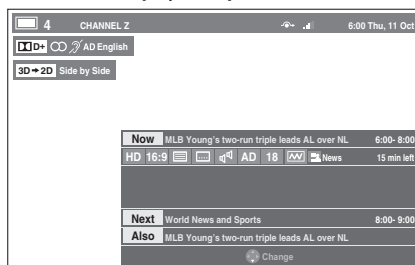 4 CHANNEL Z 6:00 Thu, 11 Oct
D+ AD English
3D➔2D Side by Side
Now MLB Young's two-run triple leads AL over NL 6:00- 8:00
HD 16:9 AD 18 News 15 min left
Next World News and Sports 8:00- 9:00
Also MLB Young's two-run triple leads AL over NL
Change